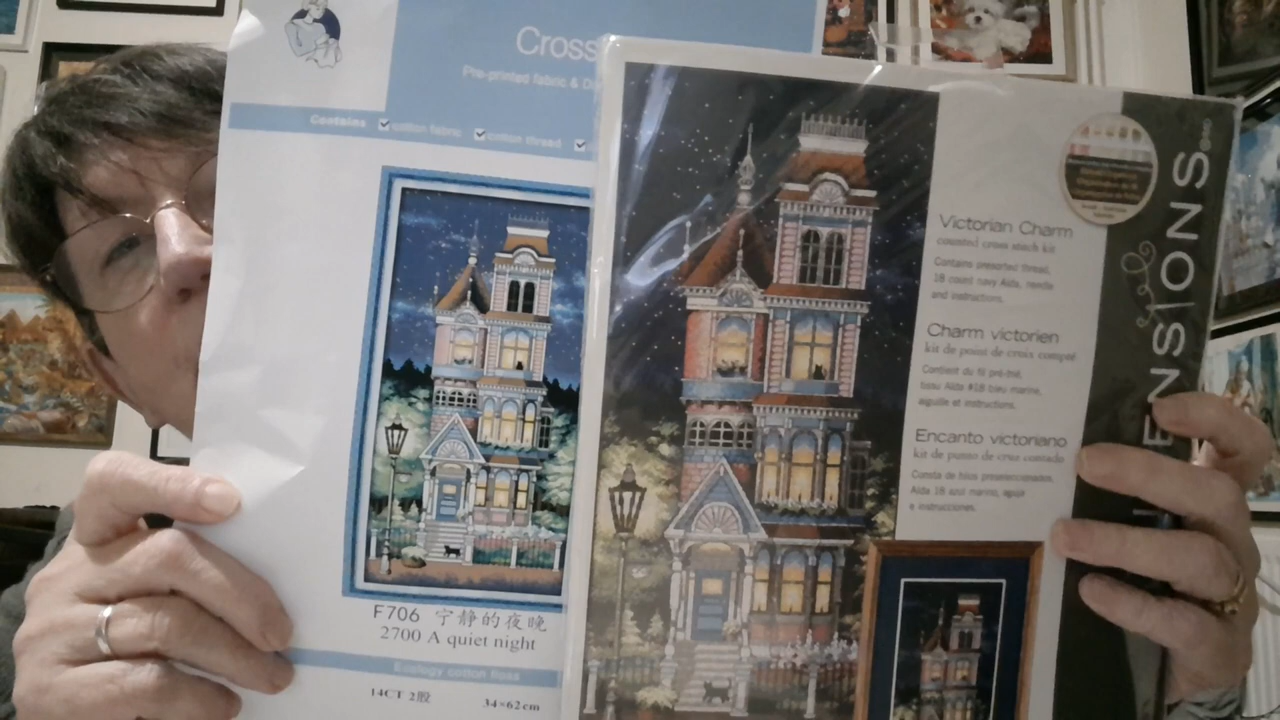 Cross
Pre-printed fabric &
Contains cotton fabric cotton thread
F706 宁静的夜晚
2700 A quiet night
Ecology cotton floss
14CT 2股 34×62cm
Victorian Charm
counted cross stitch kit
Contains presorted thread,
18 count navy Aida, needle
and instructions.
Charm victorien
kit de point de croix compté
Contient du fil pré-trié,
tissu Aida #18 bleu marine,
aiguille et instructions.
Encanto victoriano
kit de punto de cruz contado
Consta de hilos preseleccionados,
Aida 18 azul marino, aguja
e instrucciones.
ENSIONS